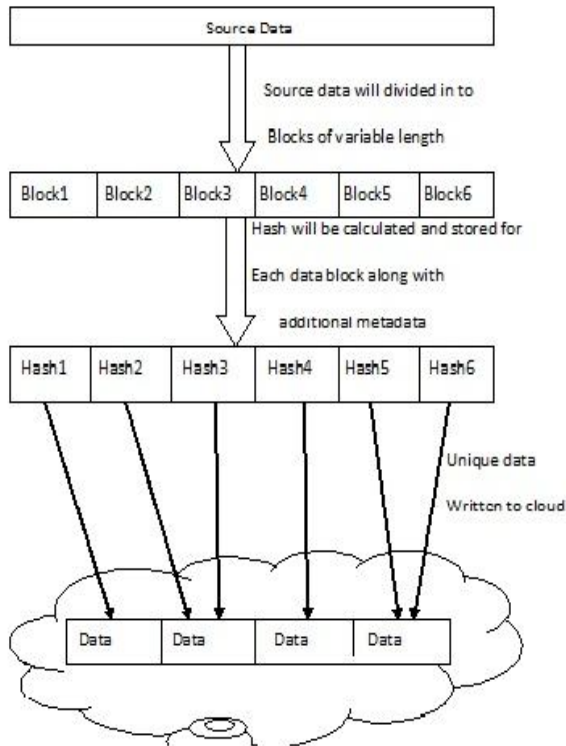 Source Data
Source data will divided in to
Blocks of variable length
Block1 Block2 Block3 Block4 Block5 Block6
Hash will be calculated and stored for
Each data block along with
additional metadata
Hash1 Hash2 Hash3 Hash4 Hash5 Hash6
Unique data
Written to cloud
Data Data Data Data